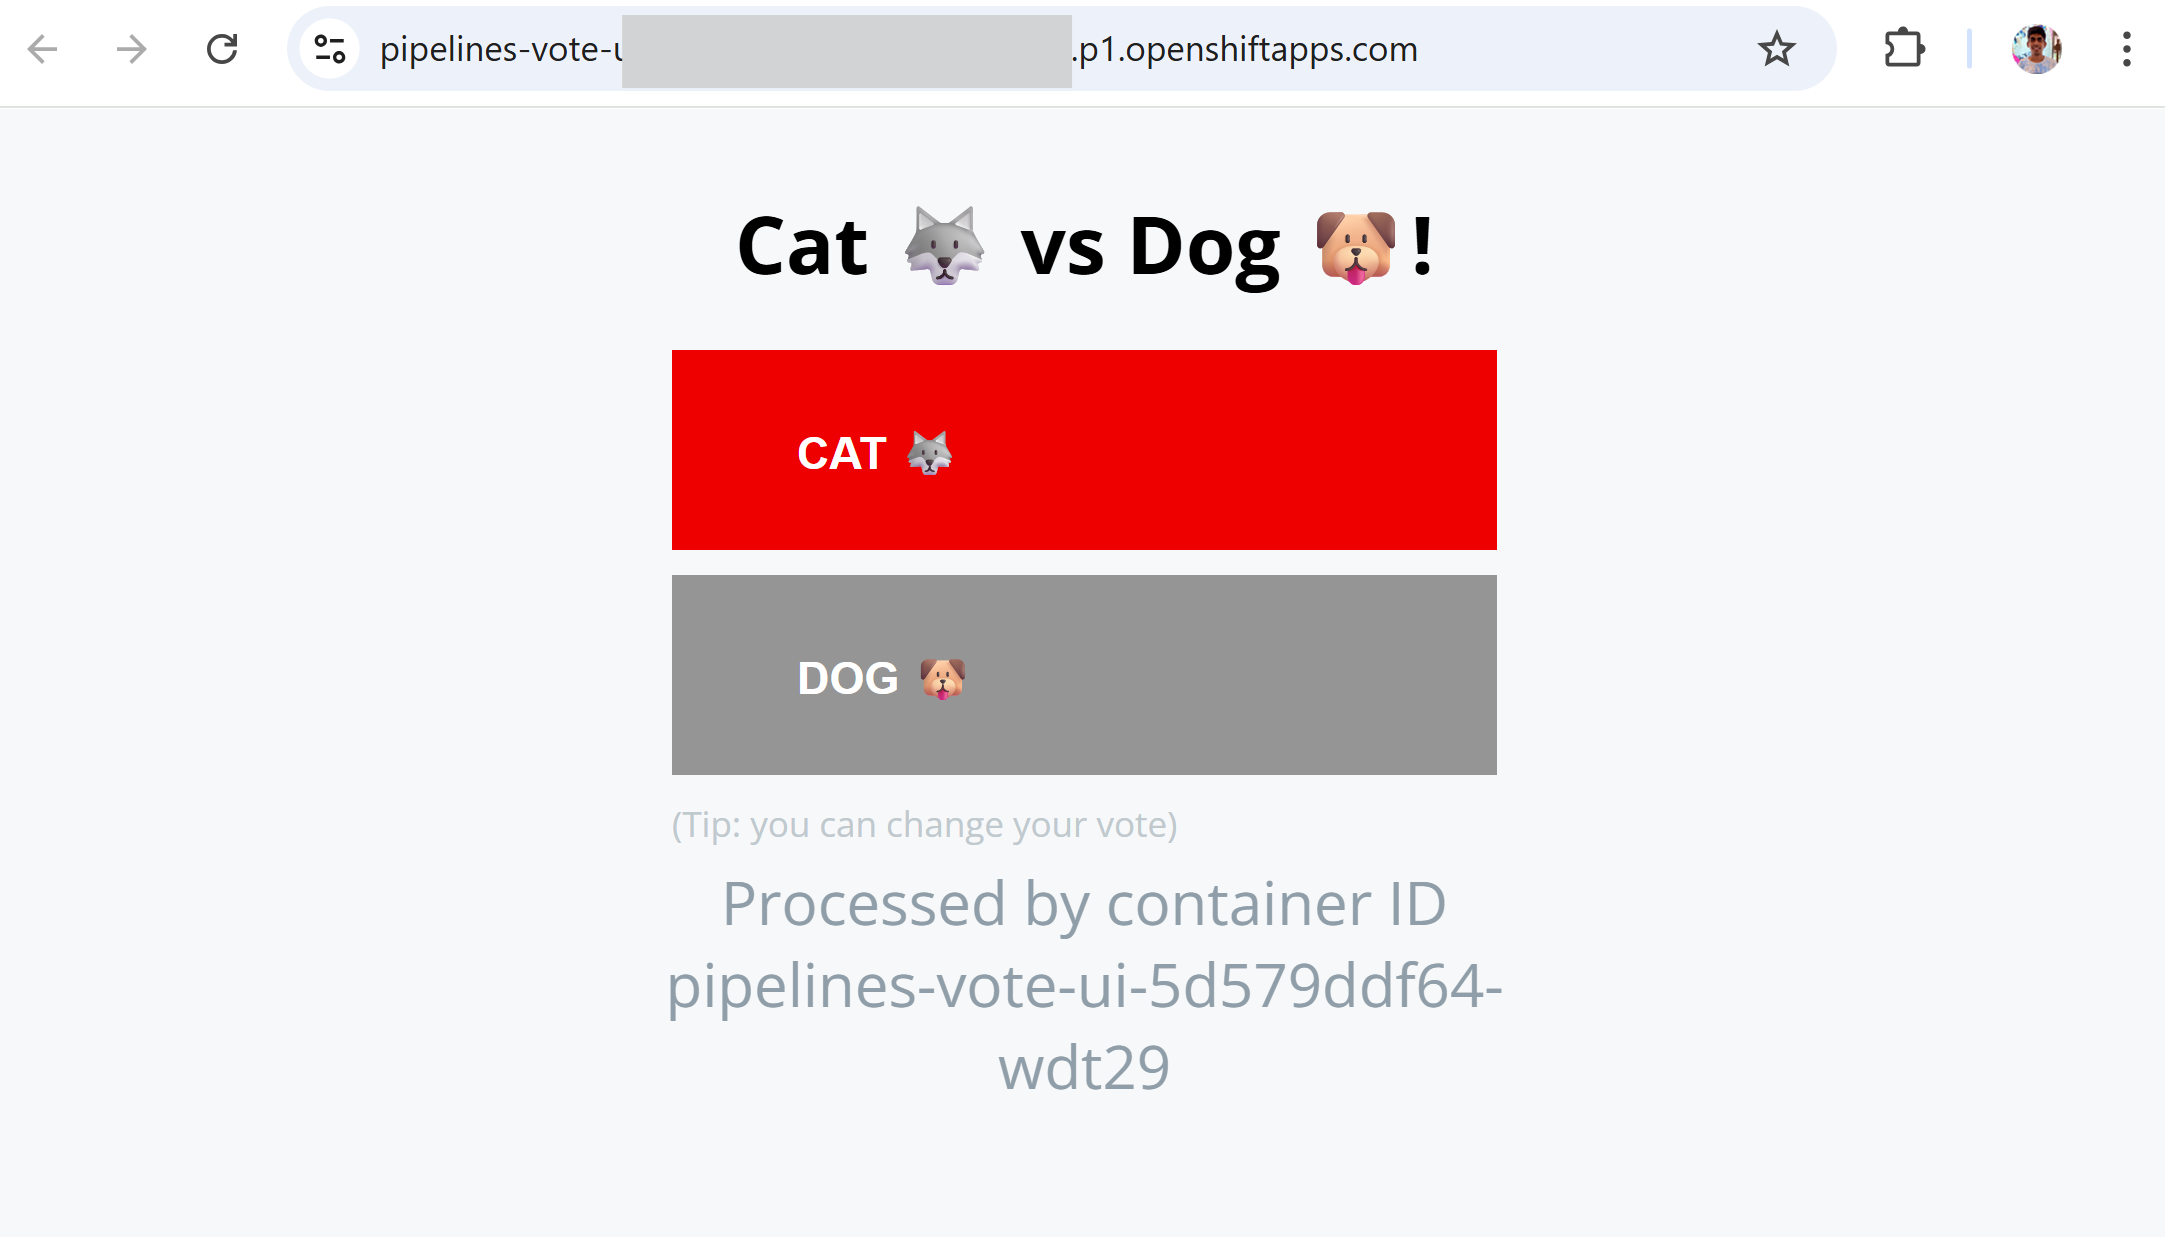 pipelines-vote-u .p1.openshiftapps.com
Cat 🐺 vs Dog 🐶!
CAT 🐺
DOG 🐶
(Tip: you can change your vote)
Processed by container ID
pipelines-vote-ui-5d579ddf64-
wdt29